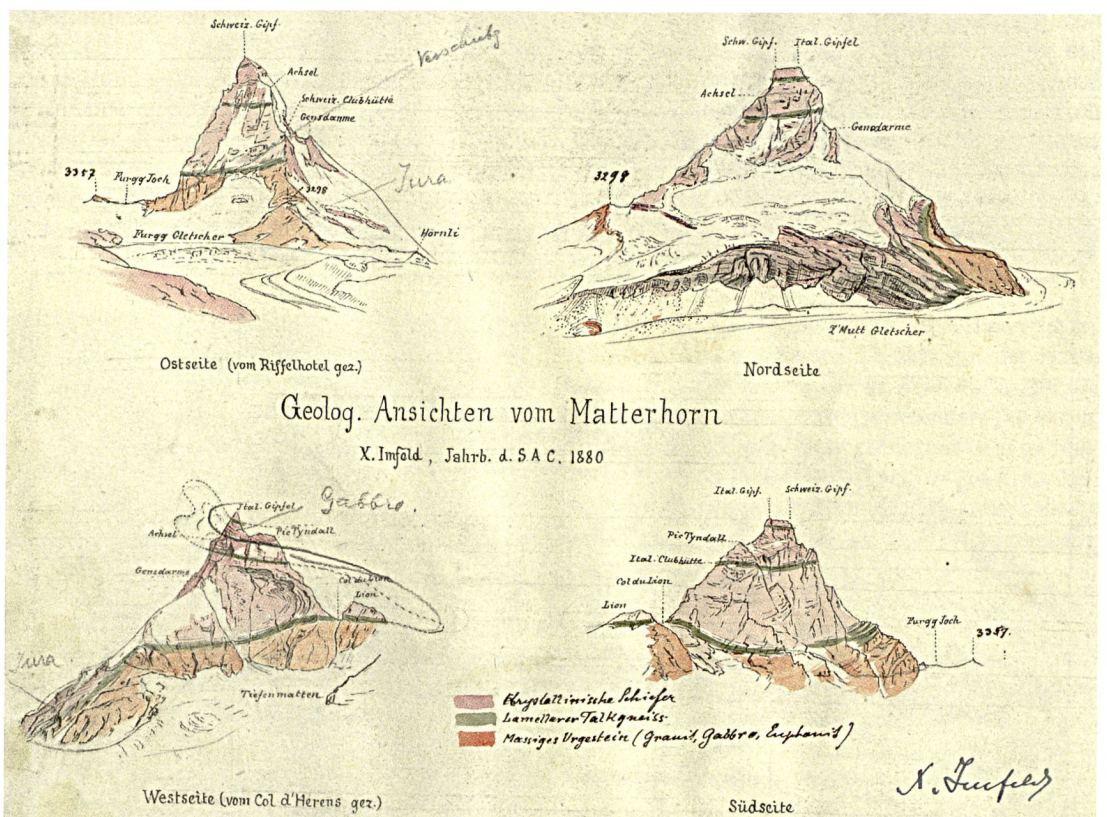 Schweiz. Gipf.
Verschiebg
Achsel
Schweiz. Clubhütte
Gensdamme
3357
Furgg Joch
Jura
3298
Furgg Gletscher
Hörnli
Ostseite (vom Riffelhotel gez.)
Schw. Gipf. Ital. Gipfel
Achsel
Gensdarme
3298
Z'Mutt Gletscher
Nordseite
Geolog. Ansichten vom Matterhorn
X. Imfeld, Jahrb. d. S A C. 1880
Ital. Gipfel
Gabbro.
Achsel
Pic Tyndall
Gensdarme
Col du Lion
Lion
Jura
Tiefenmatten
Westseite (vom Col d'Herens gez.)
Ital. Gipf. Schweiz. Gipf.
Pic Tyndall
Ital. Clubhütte
Col du Lion
Lion
Furgg Joch
3357.
Südseite
Krystallinische Schiefer
Lamellarer Talkgneiss
Massiges Urgestein (Granit, Gabbro, Euphotit)
X. Imfeld